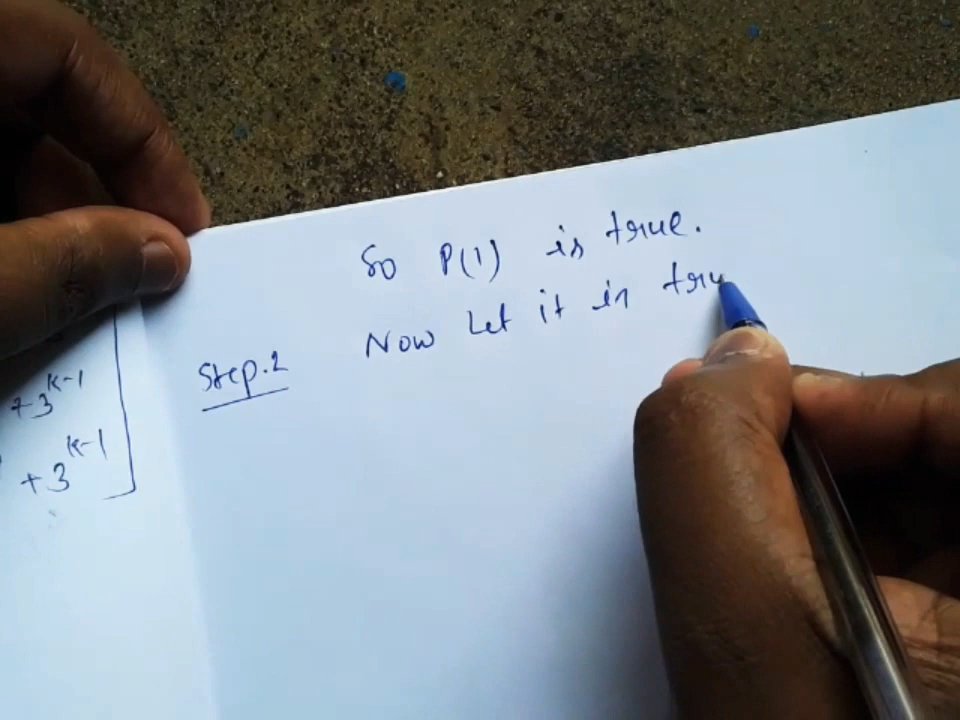 So P(1) is true.
Step.2 Now Let it is tru
+3^{k-1}
+3^{k-1}